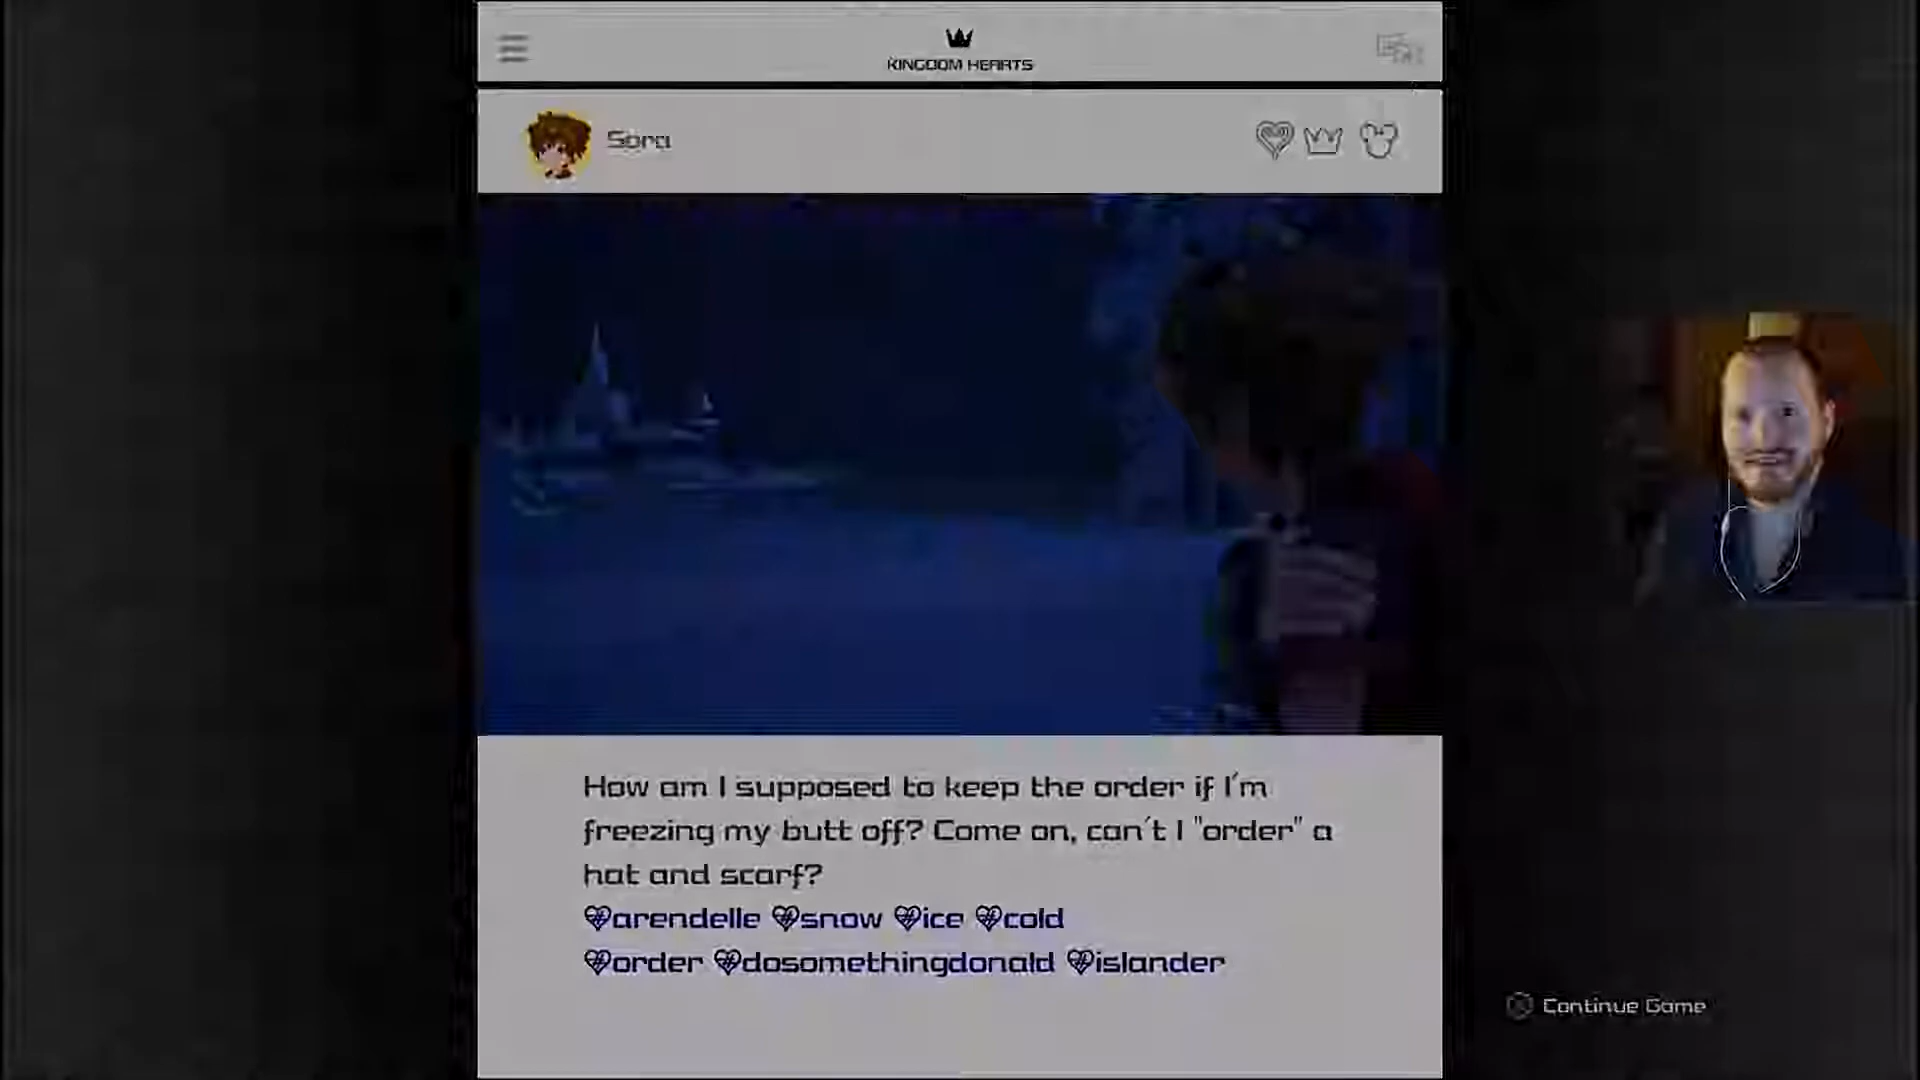 KINGDOM HEARTS
Sora
How am I supposed to keep the order if I'm
freezing my butt off? Come on, can't I "order" a
hat and scarf?
#arendelle #snow #ice #cold
#order #dosomethingdonald #islander
Continue Game